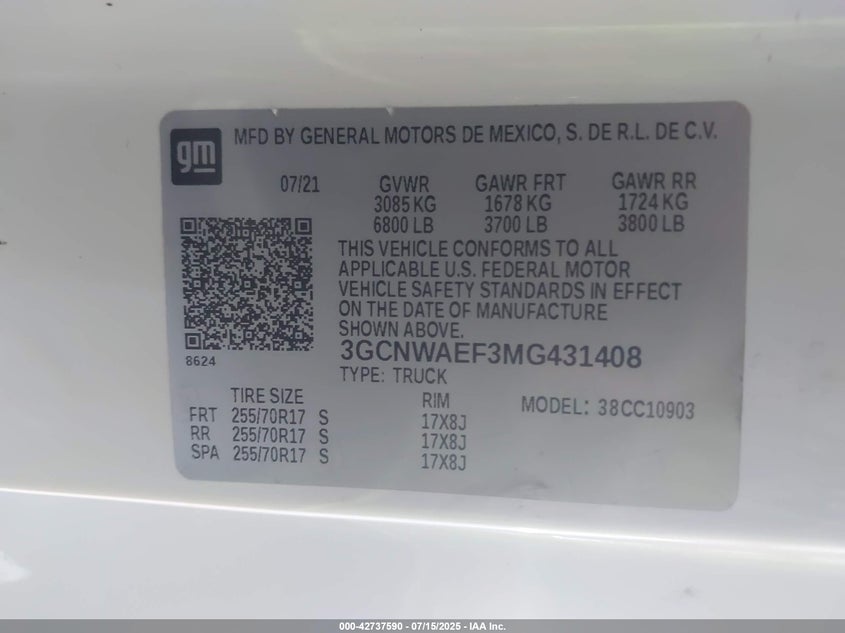 gm
MFD BY GENERAL MOTORS DE MEXICO, S. DE R.L. DE C.V.
07/21 GVWR GAWR FRT GAWR RR
3085 KG 1678 KG 1724 KG
6800 LB 3700 LB 3800 LB
THIS VEHICLE CONFORMS TO ALL
APPLICABLE U.S. FEDERAL MOTOR
VEHICLE SAFETY STANDARDS IN EFFECT
ON THE DATE OF MANUFACTURE
SHOWN ABOVE.
8624
3GCNWAEF3MG431408
TYPE: TRUCK
TIRE SIZE RIM MODEL: 38CC10903
FRT 255/70R17 S 17X8J
RR 255/70R17 S 17X8J
SPA 255/70R17 S 17X8J
000-42737590 - 07/15/2025 - IAA Inc.